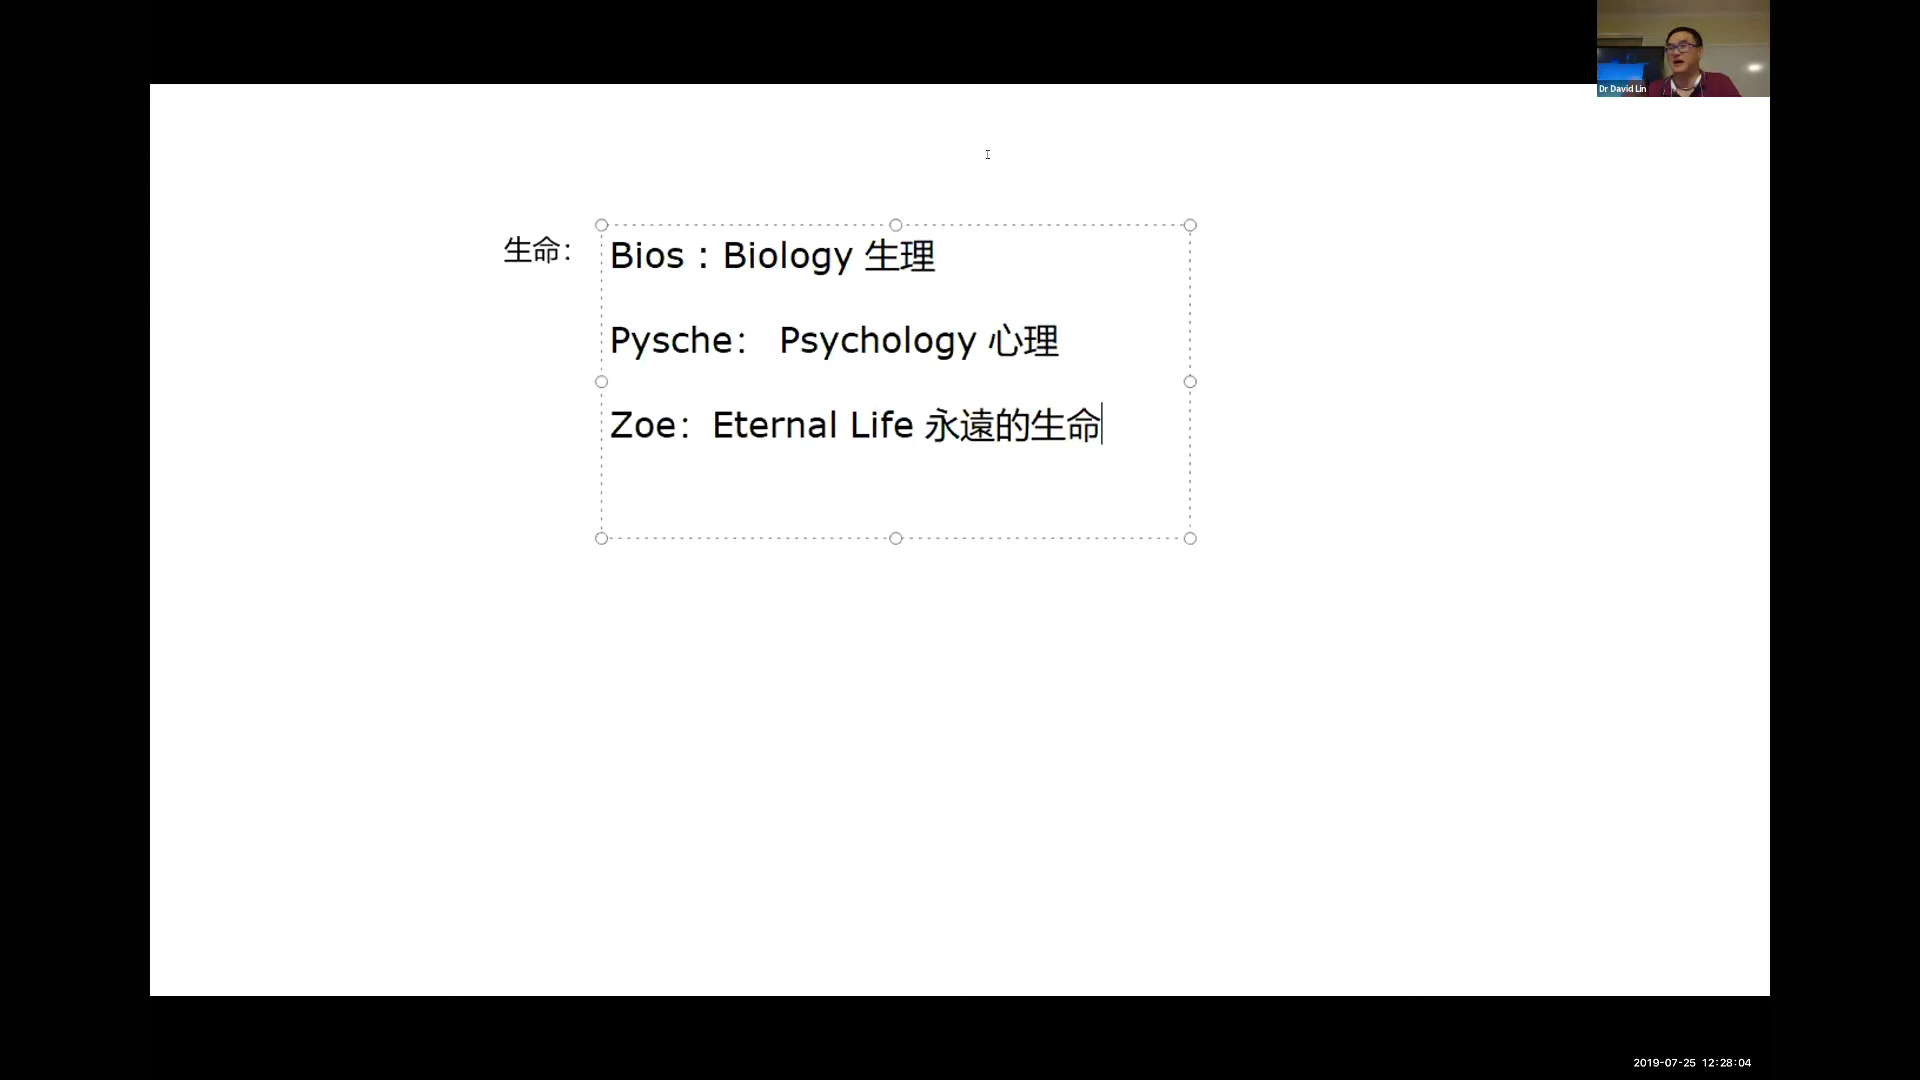 Dr David Lin
生命：
Bios : Biology 生理
Pysche： Psychology 心理
Zoe：Eternal Life 永遠的生命
2019-07-25 12:28:04